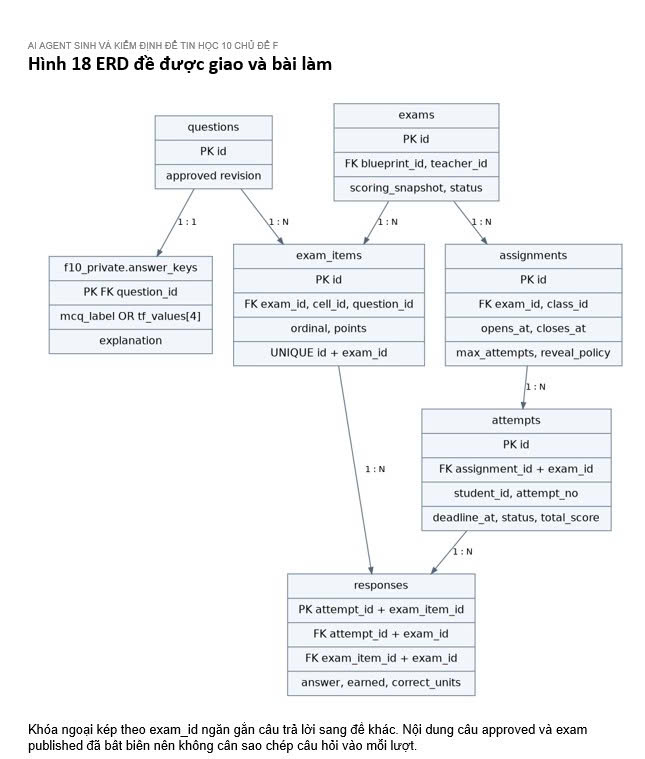 AI AGENT SINH VÀ KIỂM ĐỊNH ĐỀ TIN HỌC 10 CHỦ ĐỀ F
Hình 18 ERD đề được giao và bài làm
questions
PK id
approved revision
exams
PK id
FK blueprint_id, teacher_id
scoring_snapshot, status
1 : 1
1 : N
1 : N
1 : N
f10_private.answer_keys
PK FK question_id
mcq_label OR tf_values[4]
explanation
exam_items
PK id
FK exam_id, cell_id, question_id
ordinal, points
UNIQUE id + exam_id
assignments
PK id
FK exam_id, class_id
opens_at, closes_at
max_attempts, reveal_policy
1 : N
attempts
PK id
FK assignment_id + exam_id
student_id, attempt_no
deadline_at, status, total_score
1 : N
1 : N
responses
PK attempt_id + exam_item_id
FK attempt_id + exam_id
FK exam_item_id + exam_id
answer, earned, correct_units
Khóa ngoại kép theo exam_id ngăn gắn câu trả lời sang đề khác. Nội dung câu approved và exam
published đã bất biến nên không cần sao chép câu hỏi vào mỗi lượt.